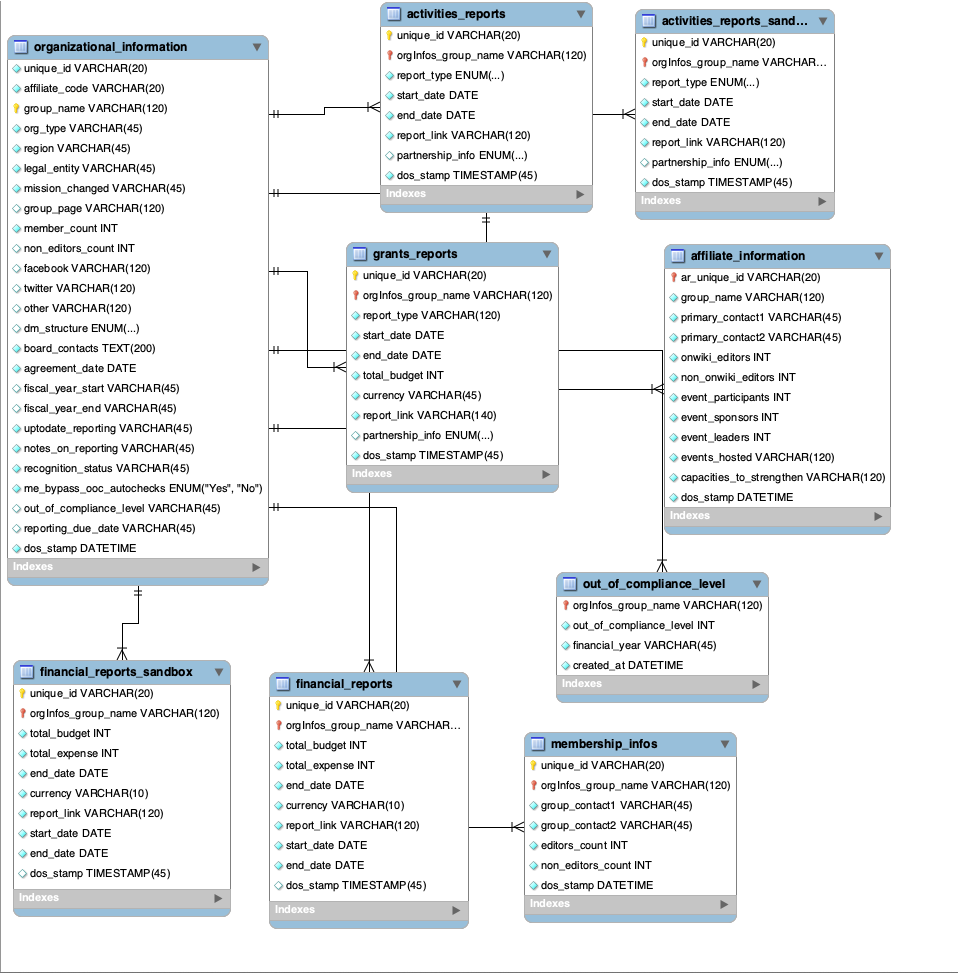 organizational_information
unique_id VARCHAR(20)
affiliate_code VARCHAR(20)
group_name VARCHAR(120)
org_type VARCHAR(45)
region VARCHAR(45)
legal_entity VARCHAR(45)
mission_changed VARCHAR(45)
group_page VARCHAR(120)
member_count INT
non_editors_count INT
facebook VARCHAR(120)
twitter VARCHAR(120)
other VARCHAR(120)
dm_structure ENUM(...)
board_contacts TEXT(200)
agreement_date DATE
fiscal_year_start VARCHAR(45)
fiscal_year_end VARCHAR(45)
uptodate_reporting VARCHAR(45)
notes_on_reporting VARCHAR(45)
recognition_status VARCHAR(45)
me_bypass_ooc_autochecks ENUM("Yes", "No")
out_of_compliance_level VARCHAR(45)
reporting_due_date VARCHAR(45)
dos_stamp DATETIME
Indexes
activities_reports
unique_id VARCHAR(20)
orgInfos_group_name VARCHAR(120)
report_type ENUM(...)
start_date DATE
end_date DATE
report_link VARCHAR(120)
partnership_info ENUM(...)
dos_stamp TIMESTAMP(45)
Indexes
activities_reports_sand...
unique_id VARCHAR(20)
orgInfos_group_name VARCHAR...
report_type ENUM(...)
start_date DATE
end_date DATE
report_link VARCHAR(120)
partnership_info ENUM(...)
dos_stamp TIMESTAMP(45)
Indexes
grants_reports
unique_id VARCHAR(20)
orgInfos_group_name VARCHAR(120)
report_type VARCHAR(120)
start_date DATE
end_date DATE
total_budget INT
currency VARCHAR(45)
report_link VARCHAR(140)
partnership_info ENUM(...)
dos_stamp TIMESTAMP(45)
Indexes
affiliate_information
ar_unique_id VARCHAR(20)
group_name VARCHAR(120)
primary_contact1 VARCHAR(45)
primary_contact2 VARCHAR(45)
onwiki_editors INT
non_onwiki_editors INT
event_participants INT
event_sponsors INT
event_leaders INT
events_hosted VARCHAR(120)
capacities_to_strengthen VARCHAR(120)
dos_stamp DATETIME
Indexes
out_of_compliance_level
orgInfos_group_name VARCHAR(120)
out_of_compliance_level INT
financial_year VARCHAR(45)
created_at DATETIME
Indexes
financial_reports_sandbox
unique_id VARCHAR(20)
orgInfos_group_name VARCHAR(120)
total_budget INT
total_expense INT
end_date DATE
currency VARCHAR(10)
report_link VARCHAR(120)
start_date DATE
end_date DATE
dos_stamp TIMESTAMP(45)
Indexes
financial_reports
unique_id VARCHAR(20)
orgInfos_group_name VARCHAR...
total_budget INT
total_expense INT
end_date DATE
currency VARCHAR(10)
report_link VARCHAR(120)
start_date DATE
end_date DATE
dos_stamp TIMESTAMP(45)
Indexes
membership_infos
unique_id VARCHAR(20)
orgInfos_group_name VARCHAR(120)
group_contact1 VARCHAR(45)
group_contact2 VARCHAR(45)
editors_count INT
non_editors_count INT
dos_stamp DATETIME
Indexes